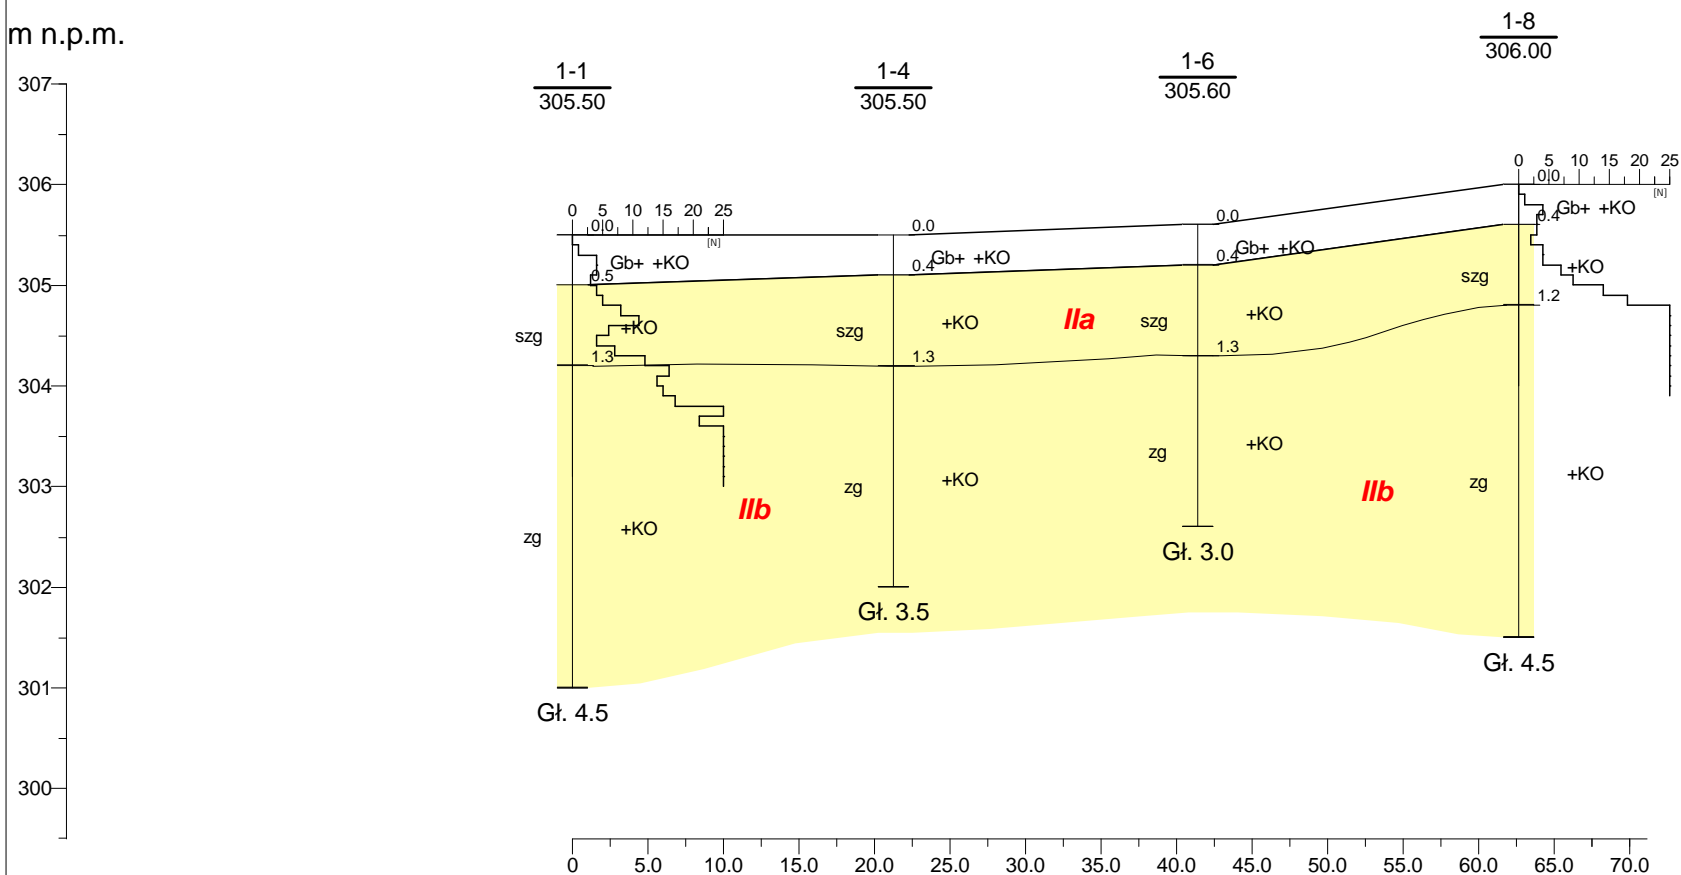 m n.p.m.
1-1
305.50
1-4
305.50
1-6
305.60
1-8
306.00
307
306
305
304
303
302
301
300
0 5 10 15 20 25
[N]
0 5 10 15 20 25
[N]
0.0
0.0
0.0
0.0
Gb+ +KO
Gb+ +KO
Gb+ +KO
Gb+ +KO
0.5
0.4
0.4
0.4
szg
+KO
szg
+KO
IIa
szg
+KO
szg
+KO
1.3
1.3
1.3
1.2
zg
+KO
IIb
zg
+KO
zg
+KO
IIb
zg
+KO
Gł. 4.5
Gł. 3.5
Gł. 3.0
Gł. 4.5
0 5.0 10.0 15.0 20.0 25.0 30.0 35.0 40.0 45.0 50.0 55.0 60.0 65.0 70.0